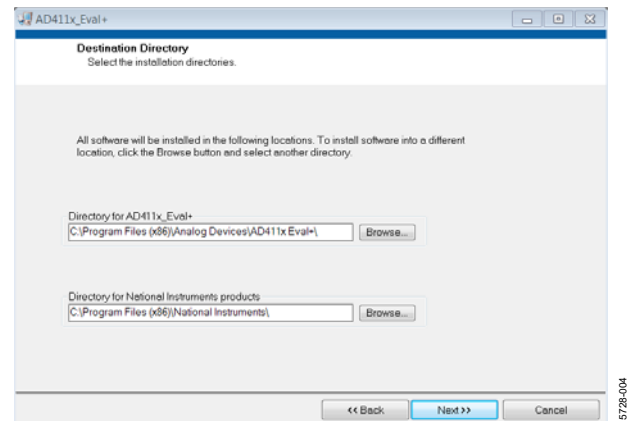 AD411x_Eval+
Destination Directory
Select the installation directories.
All software will be installed in the following locations. To install software into a different
location, click the Browse button and select another directory.
Directory for AD411x_Eval+
C:\Program Files (x86)\Analog Devices\AD411x Eval+\
Browse...
Directory for National Instruments products
C:\Program Files (x86)\National Instruments\
Browse...
<< Back
Next >>
Cancel
5728-004